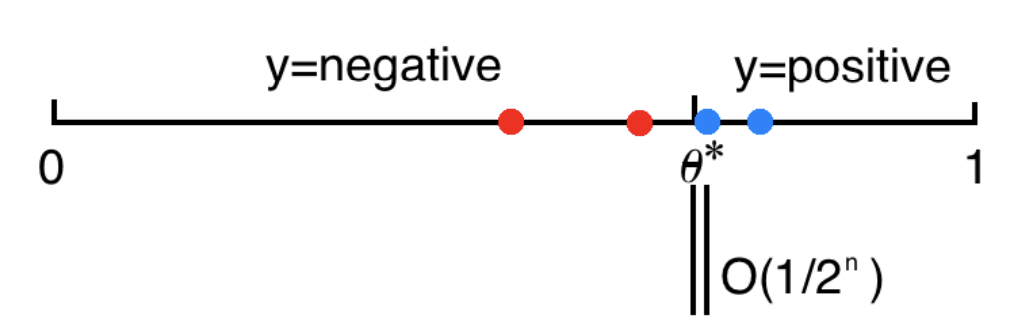 y=negative
y=positive
0
θ*
1
O(1/2ⁿ )